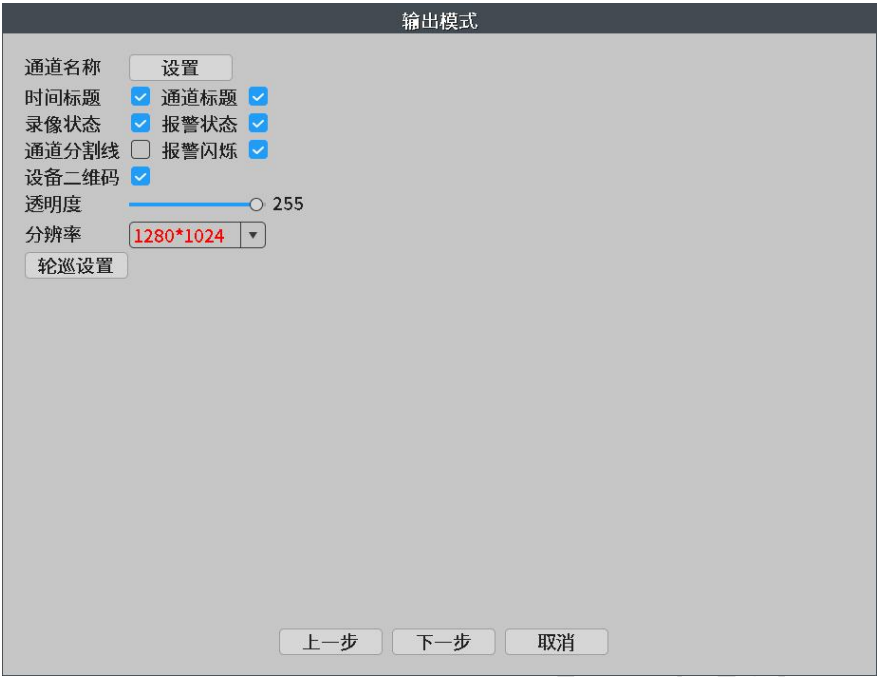 输出模式
通道名称 设置
时间标题 通道标题
录像状态 报警状态
通道分割线 报警闪烁
设备二维码
透明度 255
分辨率 1280*1024
轮巡设置
上一步 下一步 取消